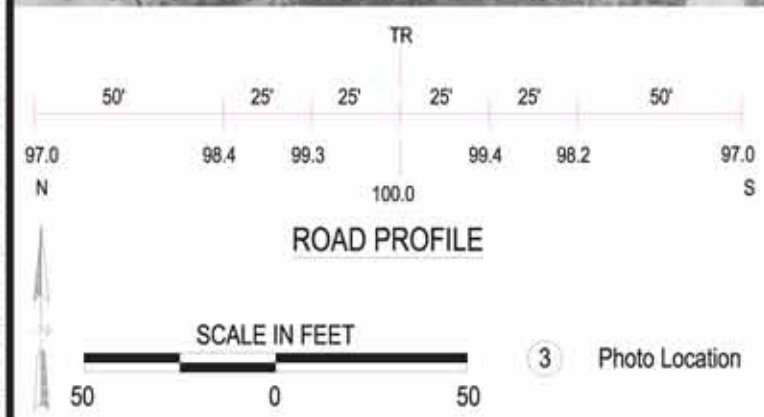 TR
50' 25' 25' 25' 25' 50'
97.0 98.4 99.3 99.4 98.2 97.0
100.0
N S
ROAD PROFILE
SCALE IN FEET
50 0 50
3 Photo Location